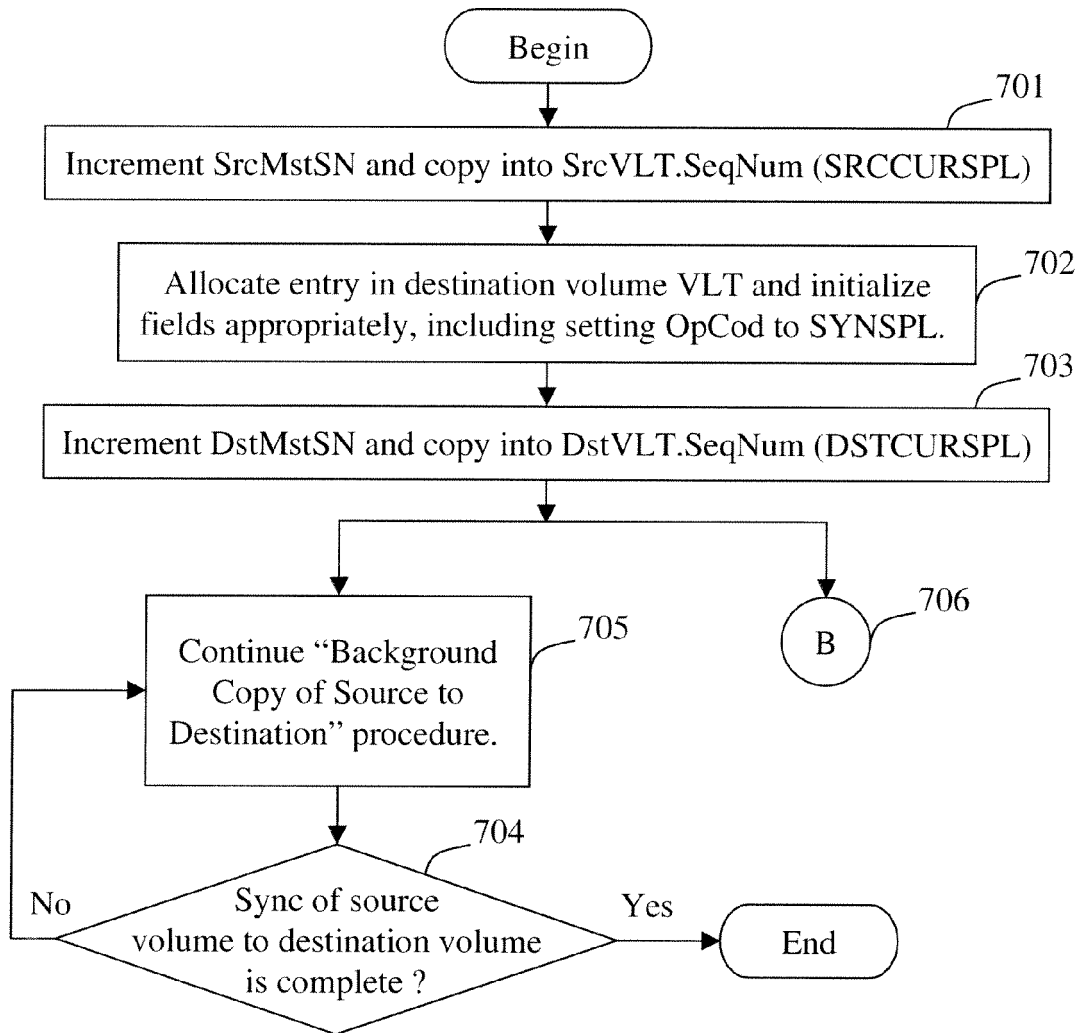 Begin
701
Increment SrcMstSN and copy into SrcVLT.SeqNum (SRCCURSPL)
702
Allocate entry in destination volume VLT and initialize
fields appropriately, including setting OpCod to SYNSPL.
703
Increment DstMstSN and copy into DstVLT.SeqNum (DSTCURSPL)
705
Continue “Background
Copy of Source to
Destination” procedure.
B
706
704
No
Sync of source
volume to destination volume
is complete ?
Yes
End